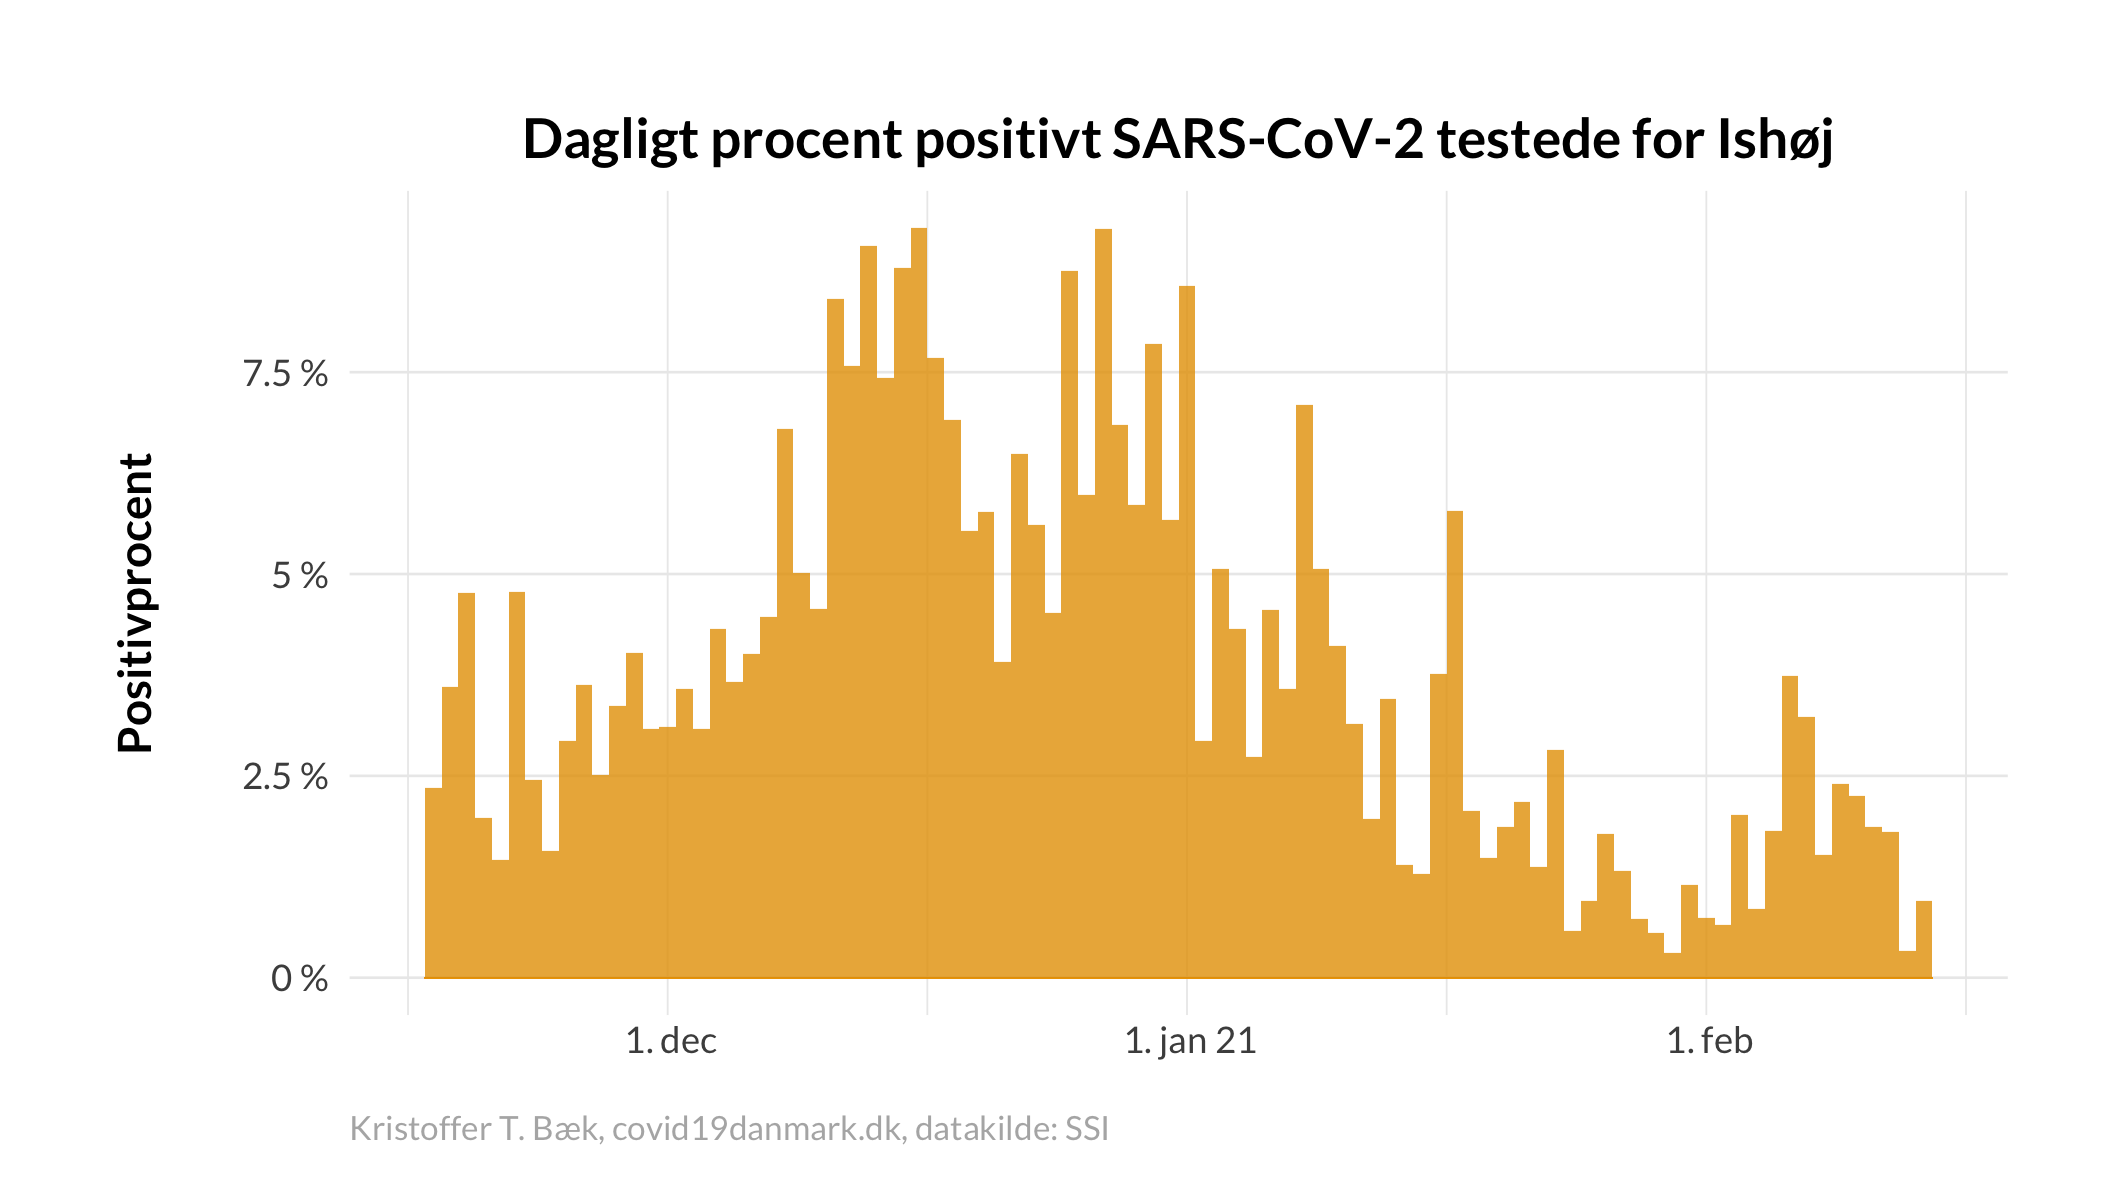 Dagligt procent positivt SARS-CoV-2 testede for Ishøj
Positivprocent
7.5 %
5 %
2.5 %
0 %
1. dec
1. jan 21
1. feb
Kristoffer T. Bæk, covid19danmark.dk, datakilde: SSI